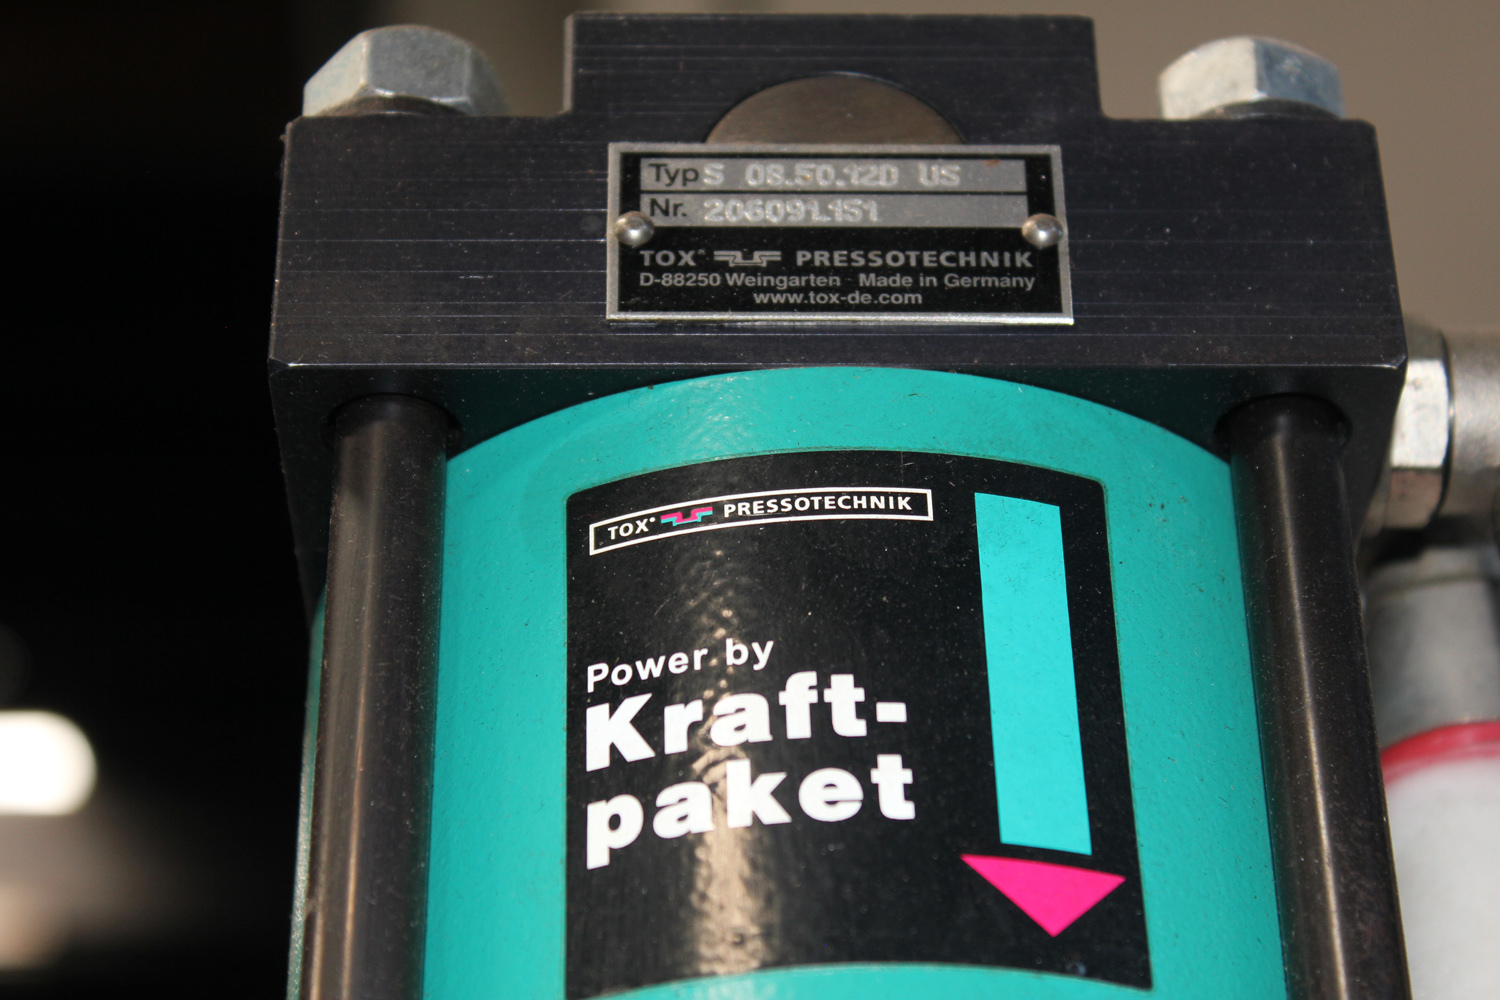 Typ S 08.50.12D US
Nr. 206091.151
TOX® PRESSOTECHNIK
D-88250 Weingarten Made in Germany
www.tox-de.com
TOX® PRESSOTECHNIK
Power by
Kraft-
paket